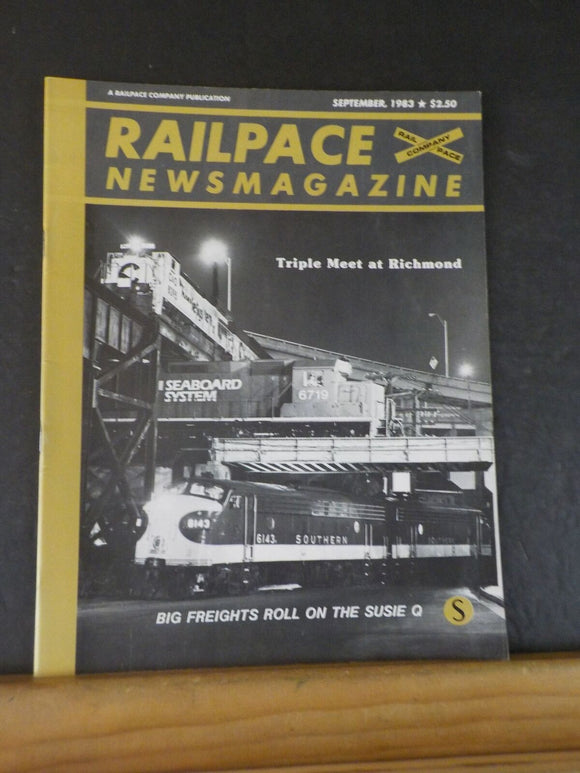 A RAILPACE COMPANY PUBLICATION
SEPTEMBER, 1983 ★ $2.50
RAILPACE
NEWSMAGAZINE
RAIL PACE
COMPANY
Triple Meet at Richmond
SEABOARD
SYSTEM
6719
6143
6143
SOUTHERN
SOUTHERN
BIG FREIGHTS ROLL ON THE SUSIE Q
S